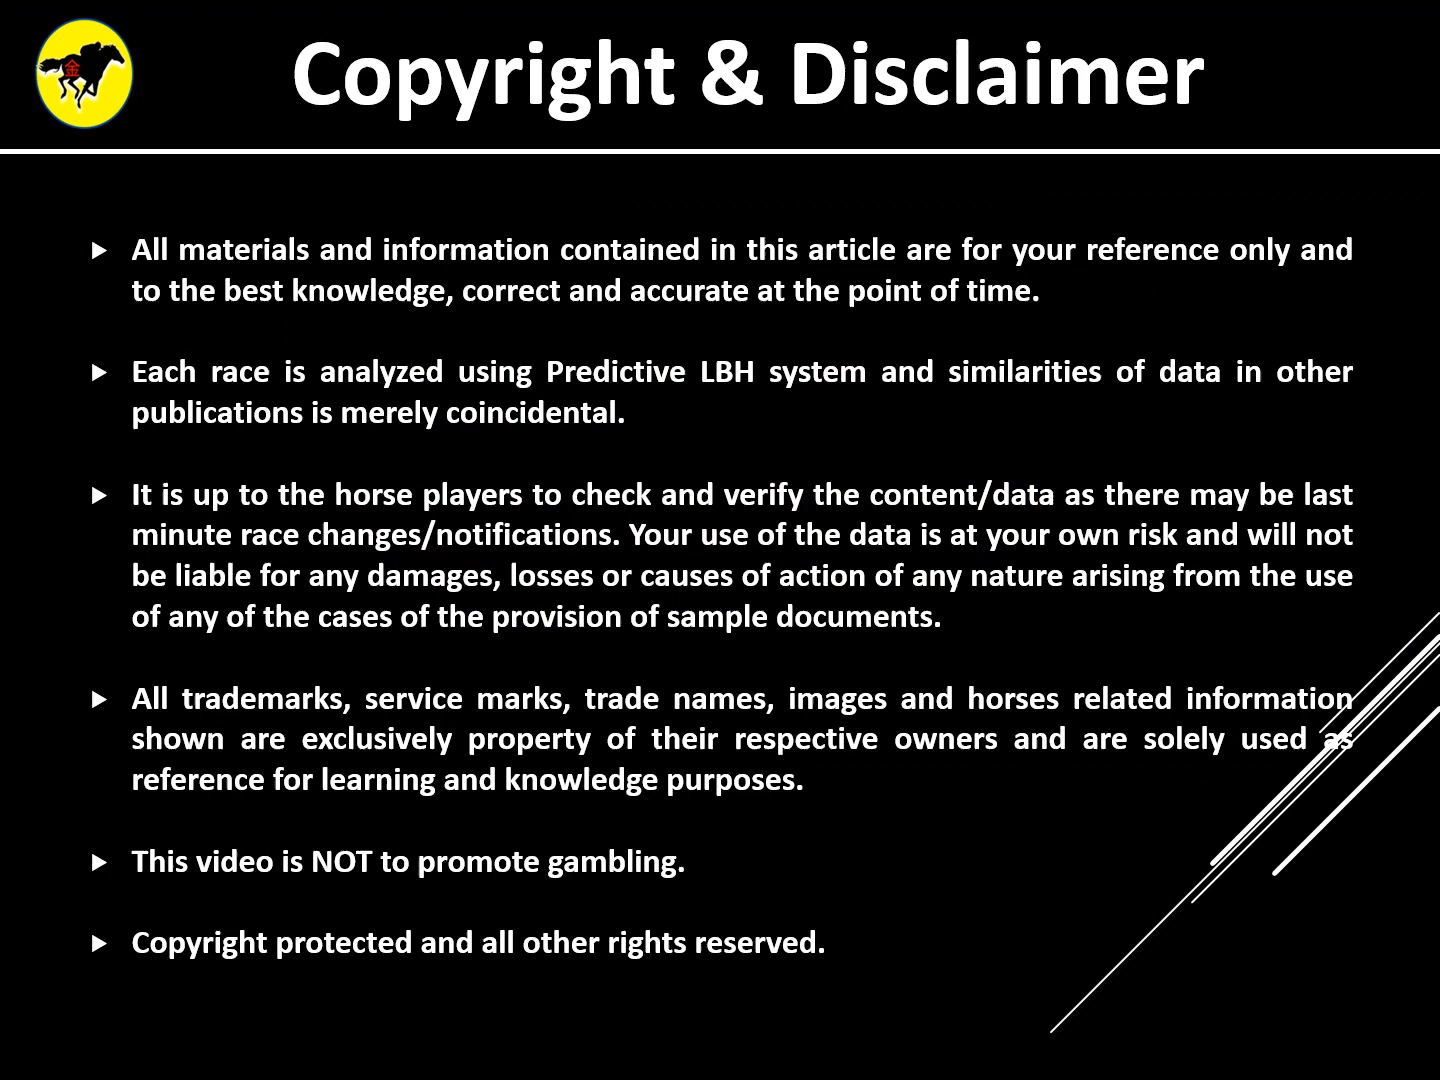 金
Copyright & Disclaimer
All materials and information contained in this article are for your reference only and
to the best knowledge, correct and accurate at the point of time.
Each race is analyzed using Predictive LBH system and similarities of data in other
publications is merely coincidental.
It is up to the horse players to check and verify the content/data as there may be last
minute race changes/notifications. Your use of the data is at your own risk and will not
be liable for any damages, losses or causes of action of any nature arising from the use
of any of the cases of the provision of sample documents.
All trademarks, service marks, trade names, images and horses related information
shown are exclusively property of their respective owners and are solely used as
reference for learning and knowledge purposes.
This video is NOT to promote gambling.
Copyright protected and all other rights reserved.